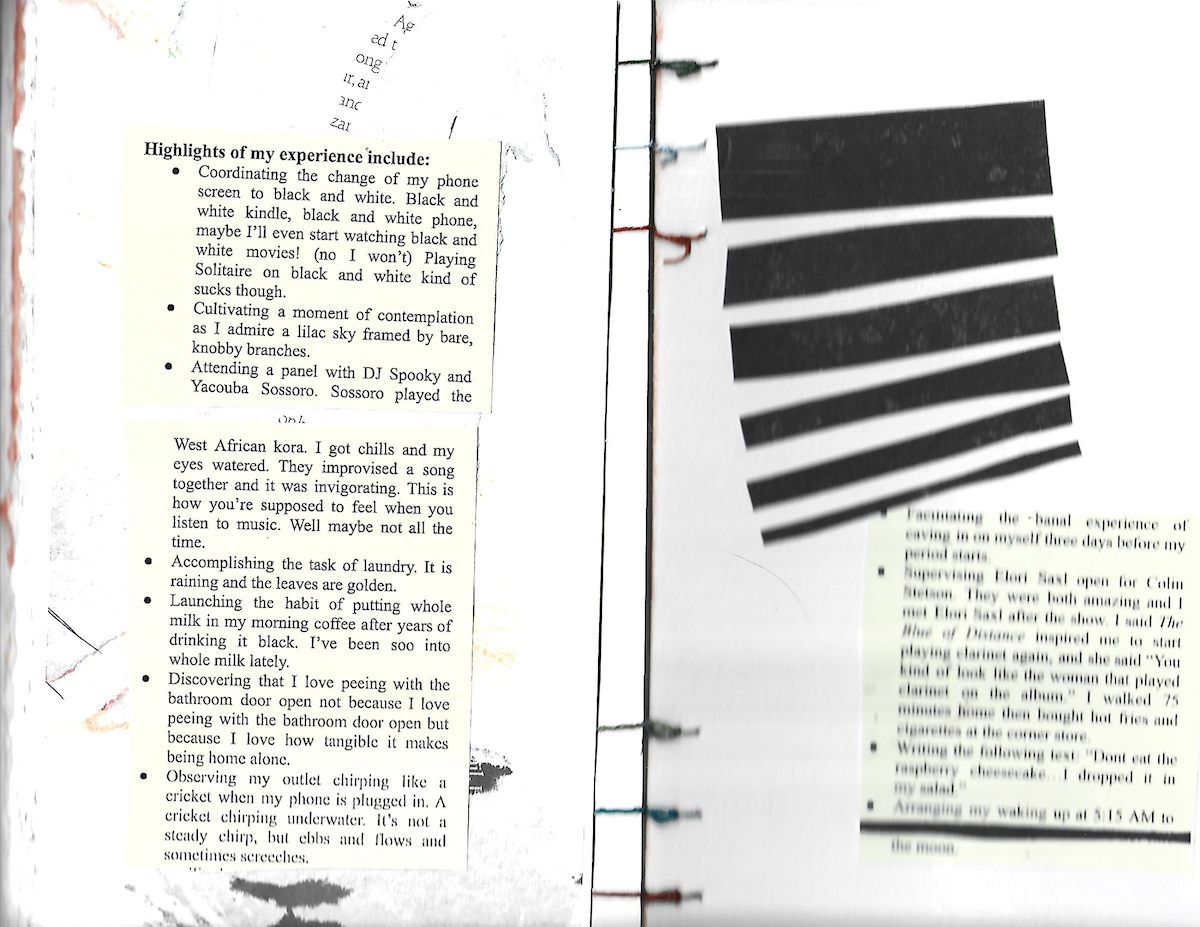 Ag
ed t
ong
ir, ar
and
zar
Highlights of my experience include:
• Coordinating the change of my phone
screen to black and white. Black and
white kindle, black and white phone,
maybe I'll even start watching black and
white movies! (no I won't) Playing
Solitaire on black and white kind of
sucks though.
• Cultivating a moment of contemplation
as I admire a lilac sky framed by bare,
knobby branches.
• Attending a panel with DJ Spooky and
Yacouba Sossoro. Sossoro played the
West African kora. I got chills and my
eyes watered. They improvised a song
together and it was invigorating. This is
how you're supposed to feel when you
listen to music. Well maybe not all the
time.
• Accomplishing the task of laundry. It is
raining and the leaves are golden.
• Launching the habit of putting whole
milk in my morning coffee after years of
drinking it black. I've been soo into
whole milk lately.
• Discovering that I love peeing with the
bathroom door open not because I love
peeing with the bathroom door open but
because I love how tangible it makes
being home alone.
• Observing my outlet chirping like a
cricket when my phone is plugged in. A
cricket chirping underwater. It's not a
steady chirp, but ebbs and flows and
sometimes screeches.
• Facilitating the banal experience of
caving in on myself three days before my
period starts.
• Supervising Elori Saxl open for Colin
Stetson. They were both amazing and I
met Elori Saxl after the show. I said The
Blue of Distance inspired me to start
playing clarinet again, and she said "You
kind of look like the woman that played
clarinet on the album." I walked 75
minutes home then bought hot fries and
cigarettes at the corner store.
• Writing the following text: "Dont eat the
raspberry cheesecake...I dropped it in
my salad."
• Arranging my waking up at 5:15 AM to
the moon.